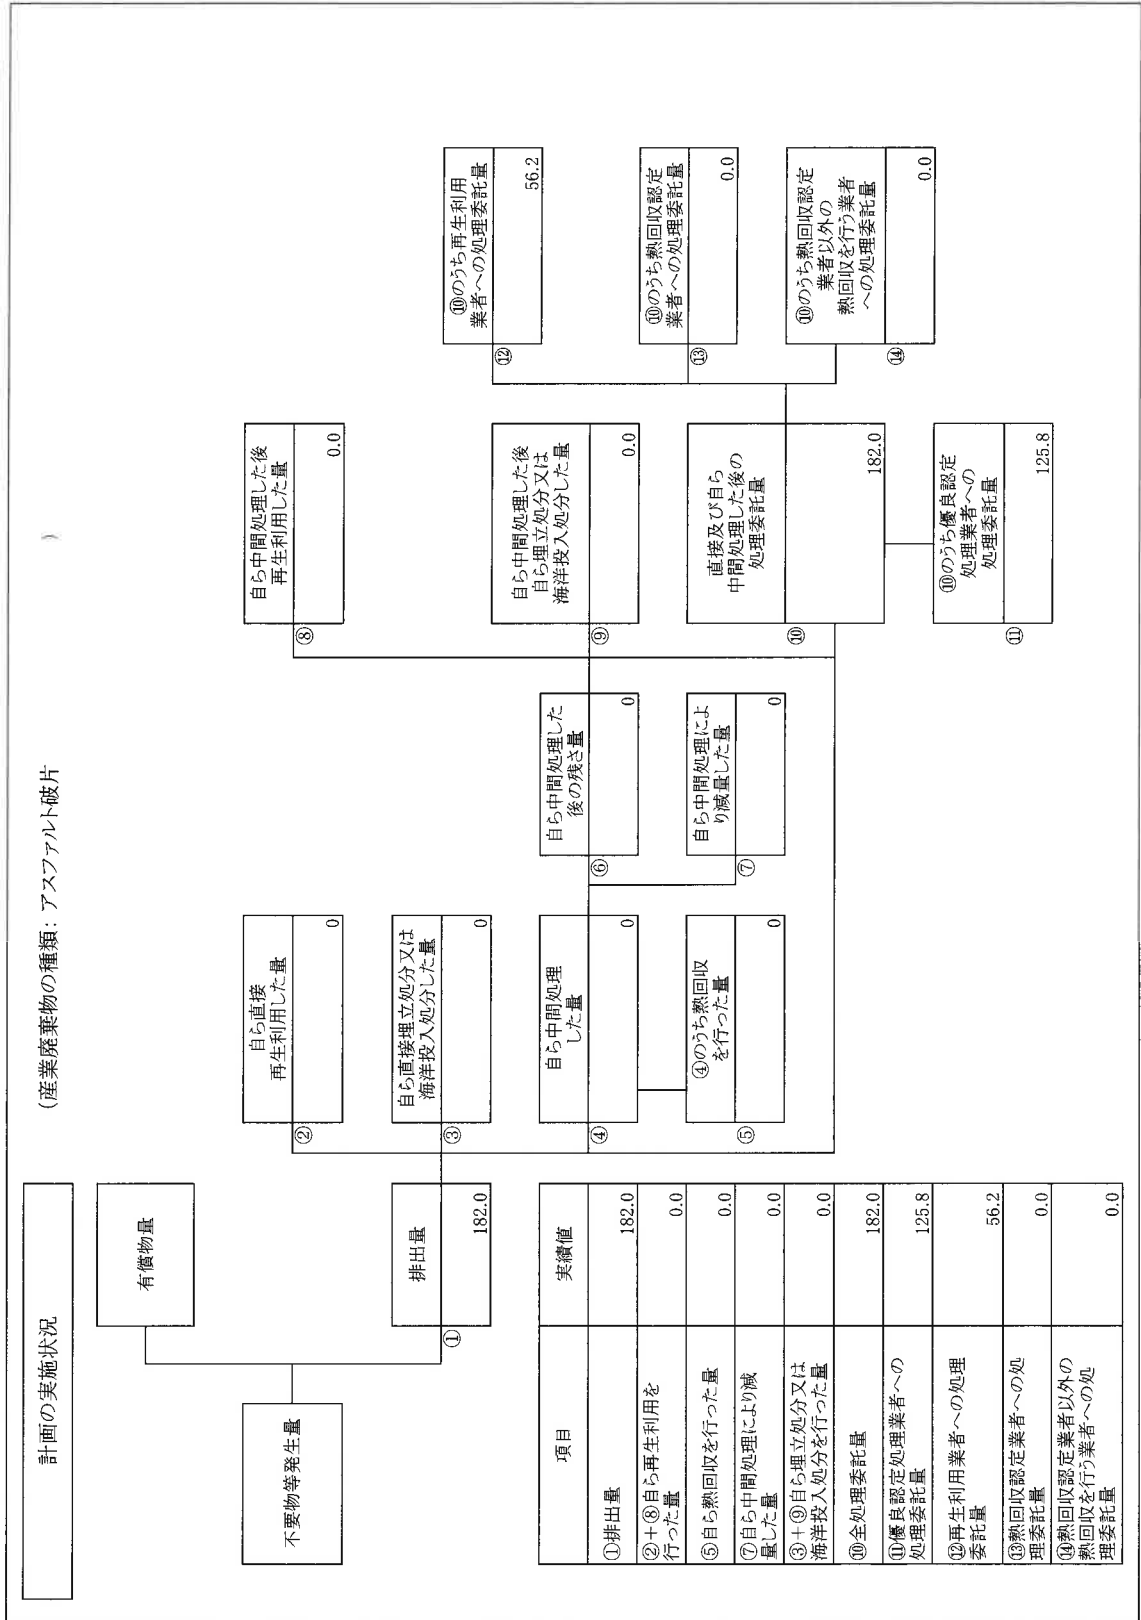 計画の実施状況
(産業廃棄物の種類: アスファルト破片
)
不要物等発生量
有償物量
①
排出量
182.0
②
自ら直接
再生利用した量
0
③
自ら直接埋立処分又は
海洋投入処分した量
0
④
自ら中間処理
した量
0
⑤
④のうち熱回収
を行った量
0
⑥
自ら中間処理した
後の残さ量
0
⑦
自ら中間処理によ
り減量した量
0
⑧
自ら中間処理した後
再生利用した量
0.0
⑨
自ら中間処理した後
自ら埋立処分又は
海洋投入処分した量
0.0
⑩
直接及び自ら
中間処理した後の
処理委託量
182.0
⑪
⑩のうち優良認定
処理業者への
処理委託量
125.8
⑫
⑩のうち再生利用
業者への処理委託量
56.2
⑬
⑩のうち熱回収認定
業者への処理委託量
0.0
⑭
⑩のうち熱回収認定
業者以外の
熱回収を行う業者
への処理委託量
0.0
項目 実績値
①排出量 182.0
②+⑧自ら再生利用を
行った量 0.0
⑤自ら熱回収を行った量 0.0
⑦自ら中間処理により減
量した量 0.0
③+⑨自ら埋立処分又は
海洋投入処分を行った量 0.0
⑩全処理委託量 182.0
⑪優良認定処理業者への
処理委託量 125.8
⑫再生利用業者への処理
委託量 56.2
⑬熱回収認定業者への処
理委託量 0.0
⑭熱回収認定業者以外の
熱回収を行う業者への処
理委託量 0.0